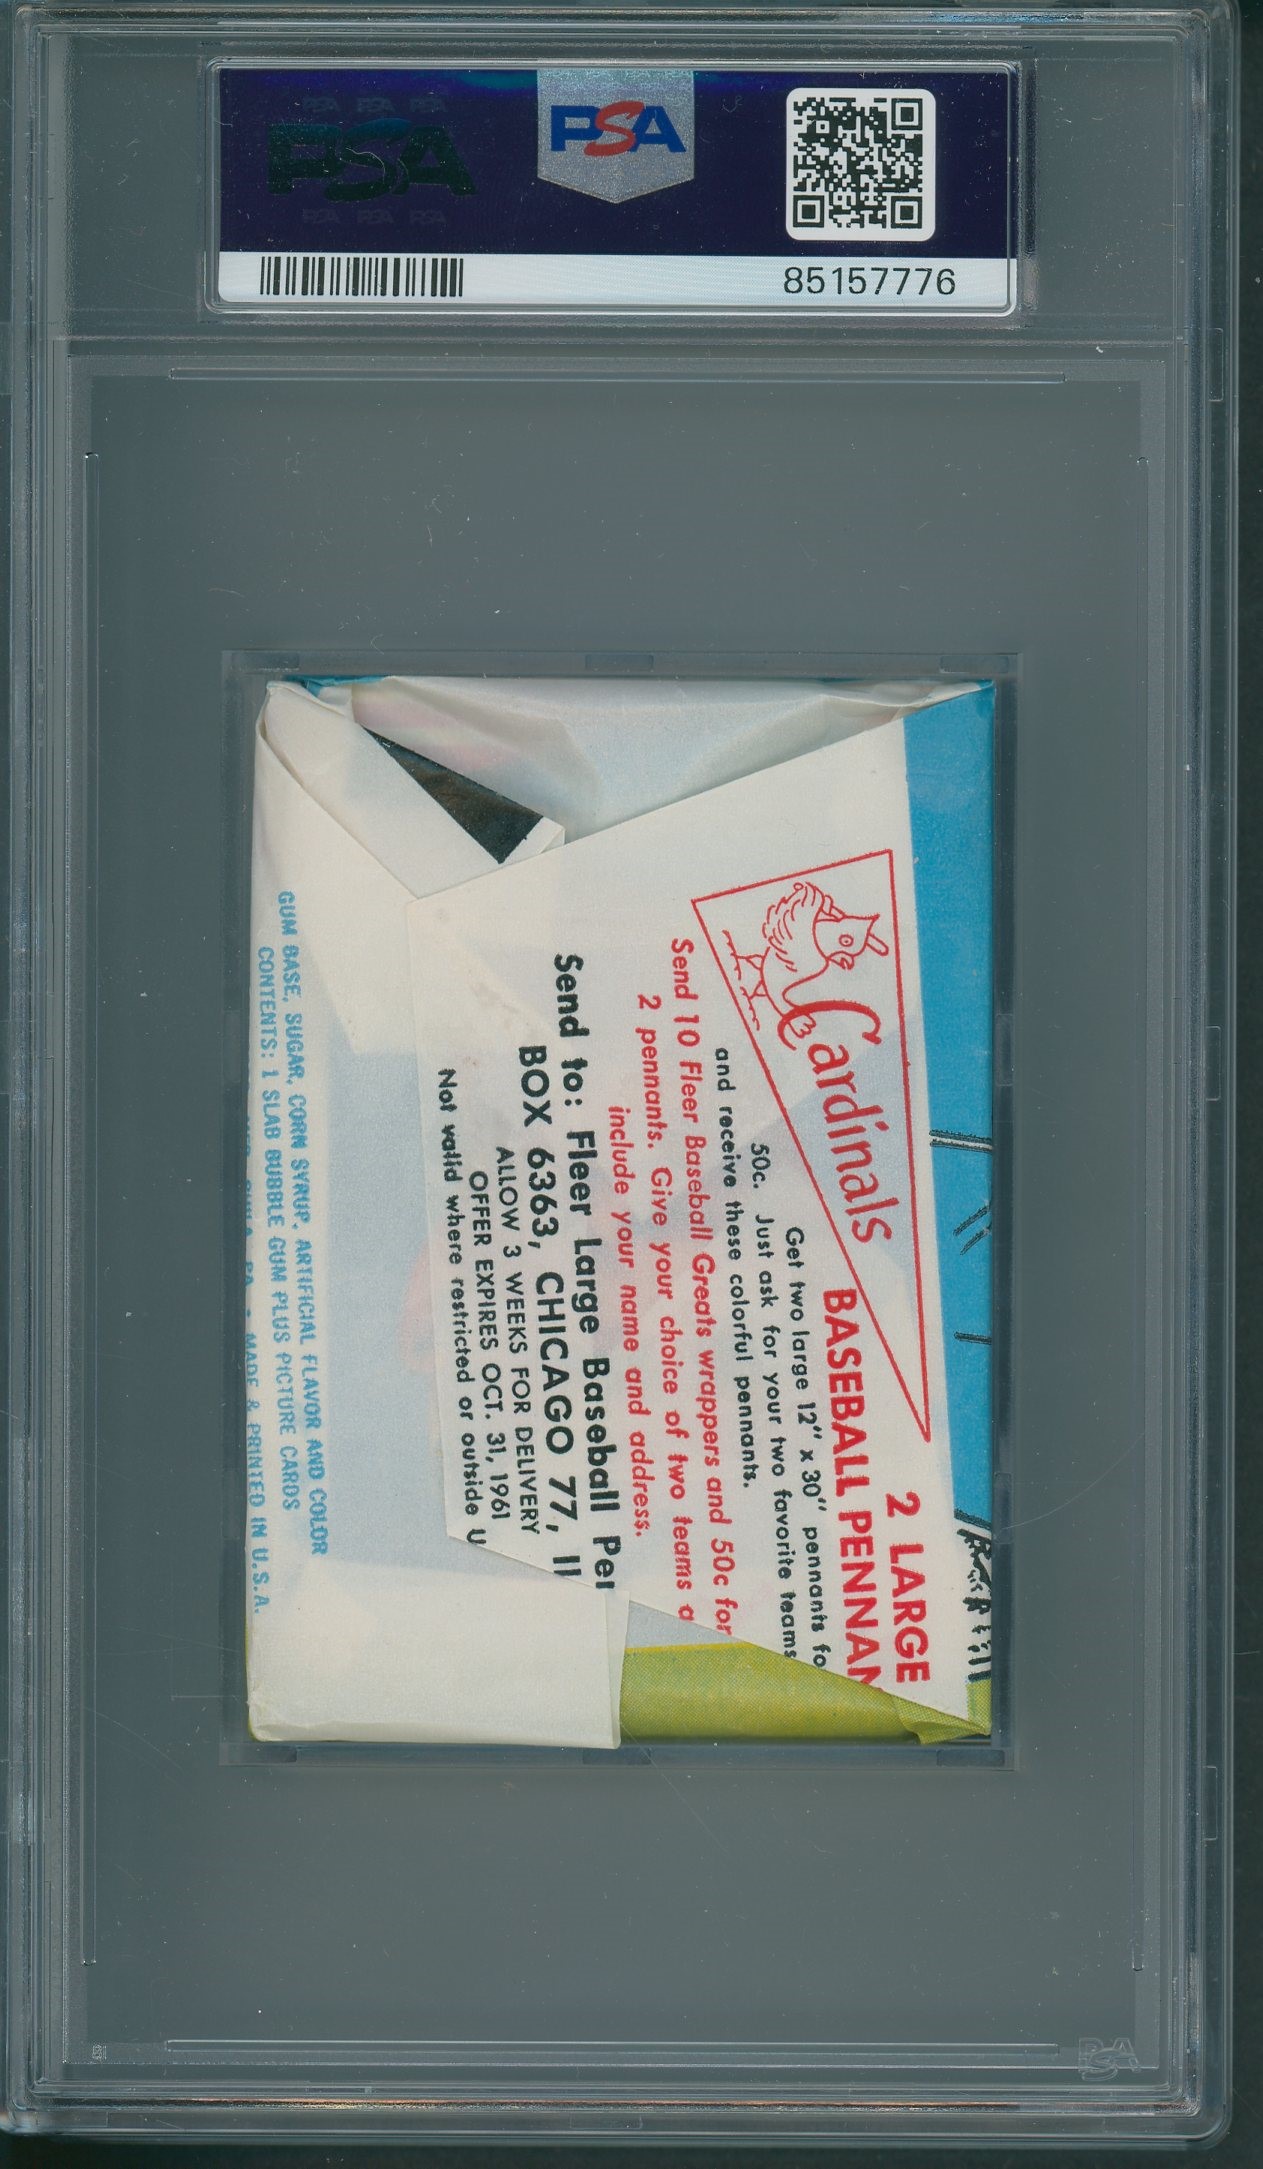 PSA
PSA
85157776
Cardinals
2 LARGE
BASEBALL PENNAN
Get two large 12" x 30" pennants fo
50c. Just ask for your two favorite teams
and receive these colorful pennants.
Send 10 Fleer Baseball Greats wrappers and 50c for
2 pennants. Give your choice of two teams a
include your name and address.
Send to: Fleer Large Baseball Pe
BOX 6363, CHICAGO 77, Il
ALLOW 3 WEEKS FOR DELIVERY
OFFER EXPIRES OCT. 31, 1961
Not valid where restricted or outside U
GUM BASE, SUGAR, CORN SYRUP, ARTIFICIAL FLAVOR AND COLOR
CONTENTS: 1 SLAB BUBBLE GUM PLUS PICTURE CARDS
PA. - MADE & PRINTED IN U.S.A.
PSA